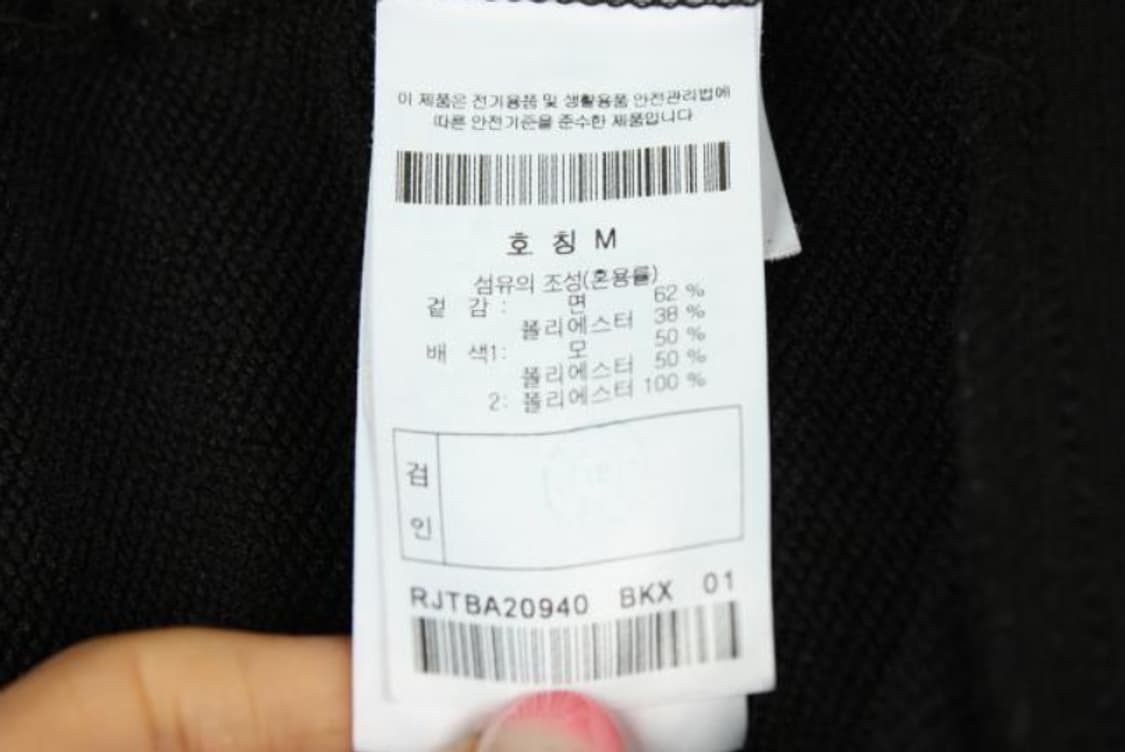 이 제품은 전기용품 및 생활용품 안전관리법에
따른 안전기준을 준수한 제품입니다
호 칭 M
섬유의 조성(혼용률)
겉 감 : 면 62 %
폴리에스터 38 %
배 색1: 모 50 %
폴리에스터 50 %
2: 폴리에스터 100 %
검
인
RJTBA20940 BKX 01